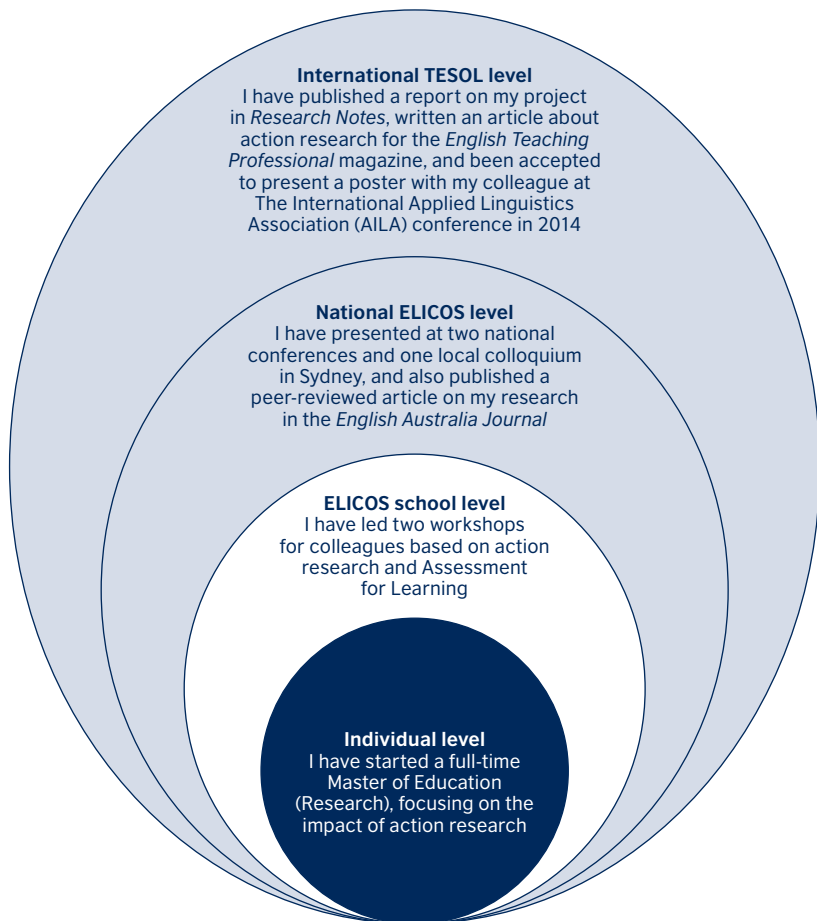 International TESOL level
I have published a report on my project
in Research Notes, written an article about
action research for the English Teaching
Professional magazine, and been accepted
to present a poster with my colleague at
The International Applied Linguistics
Association (AILA) conference in 2014
National ELICOS level
I have presented at two national
conferences and one local colloquium
in Sydney, and also published a
peer-reviewed article on my research
in the English Australia Journal
ELICOS school level
I have led two workshops
for colleagues based on action
research and Assessment
for Learning
Individual level
I have started a full-time
Master of Education
(Research), focusing on the
impact of action research